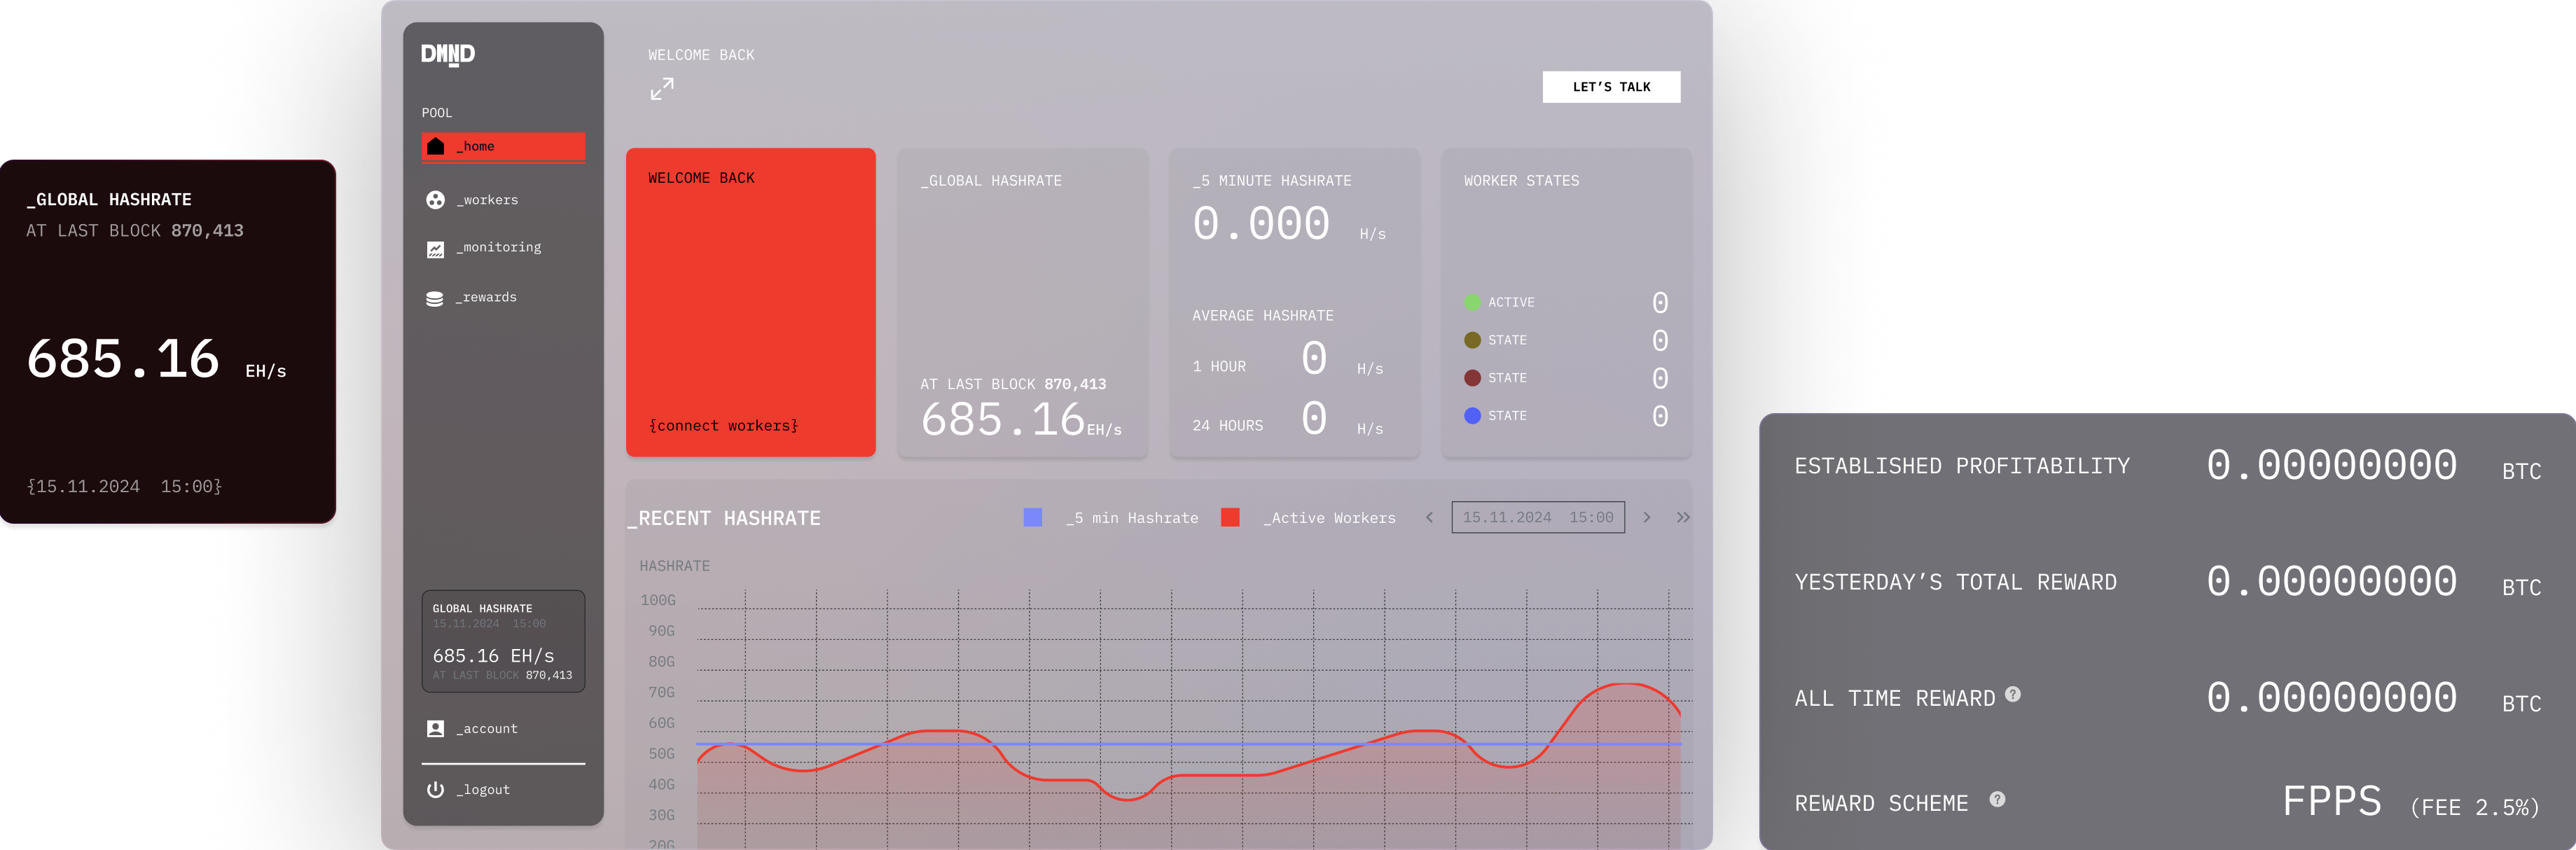 _GLOBAL HASHRATE
AT LAST BLOCK 870,413
685.16 EH/s
{15.11.2024 15:00}
DMND
POOL
_home
_workers
_monitoring
_rewards
GLOBAL HASHRATE
15.11.2024 15:00
685.16 EH/s
AT LAST BLOCK 870,413
_account
_logout
WELCOME BACK
LET’S TALK
WELCOME BACK
{connect workers}
_GLOBAL HASHRATE
AT LAST BLOCK 870,413
685.16 EH/s
_5 MINUTE HASHRATE
0.000 H/s
AVERAGE HASHRATE
1 HOUR 0 H/s
24 HOURS 0 H/s
WORKER STATES
ACTIVE 0
STATE 0
STATE 0
STATE 0
_RECENT HASHRATE
_5 min Hashrate
_Active Workers
15.11.2024 15:00
HASHRATE
100G
90G
80G
70G
60G
50G
40G
30G
20G
ESTABLISHED PROFITABILITY 0.00000000 BTC
YESTERDAY’S TOTAL REWARD 0.00000000 BTC
ALL TIME REWARD ? 0.00000000 BTC
REWARD SCHEME ? FPPS (FEE 2.5%)